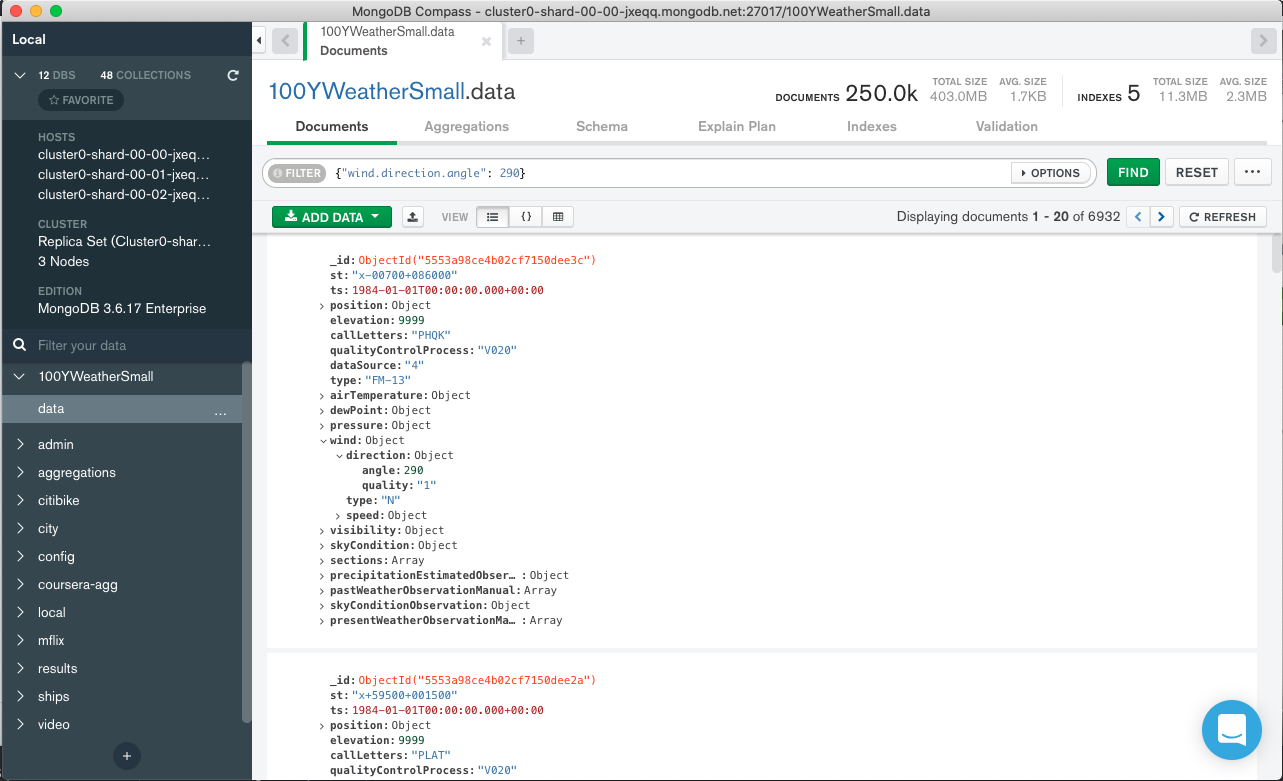 MongoDB Compass - cluster0-shard-00-00-jxeqq.mongodb.net:27017/100YWeatherSmall.data
Local
12 DBS 48 COLLECTIONS
FAVORITE
HOSTS
cluster0-shard-00-00-jxeq...
cluster0-shard-00-01-jxeq...
cluster0-shard-00-02-jxeq...
CLUSTER
Replica Set (Cluster0-shar...
3 Nodes
EDITION
MongoDB 3.6.17 Enterprise
Filter your data
100YWeatherSmall
data ...
admin
aggregations
citibike
city
config
coursera-agg
local
mflix
results
ships
video
+
100YWeatherSmall.data
Documents
+
100YWeatherSmall.data
DOCUMENTS 250.0k
TOTAL SIZE 403.0MB
AVG. SIZE 1.7KB
INDEXES 5
TOTAL SIZE 11.3MB
AVG. SIZE 2.3MB
Documents Aggregations Schema Explain Plan Indexes Validation
FILTER {"wind.direction.angle": 290} OPTIONS FIND RESET ...
ADD DATA VIEW {} Displaying documents 1 - 20 of 6932 REFRESH
_id: ObjectId("5553a98ce4b02cf7150dee3c")
st: "x-00700+086000"
ts: 1984-01-01T00:00:00.000+00:00
position: Object
elevation: 9999
callLetters: "PHQK"
qualityControlProcess: "V020"
dataSource: "4"
type: "FM-13"
airTemperature: Object
dewPoint: Object
pressure: Object
wind: Object
direction: Object
angle: 290
quality: "1"
type: "N"
speed: Object
visibility: Object
skyCondition: Object
sections: Array
precipitationEstimatedObser… : Object
pastWeatherObservationManual: Array
skyConditionObservation: Object
presentWeatherObservationMa… : Array
_id: ObjectId("5553a98ce4b02cf7150dee2a")
st: "x+59500+001500"
ts: 1984-01-01T00:00:00.000+00:00
position: Object
elevation: 9999
callLetters: "PLAT"
qualityControlProcess: "V020"